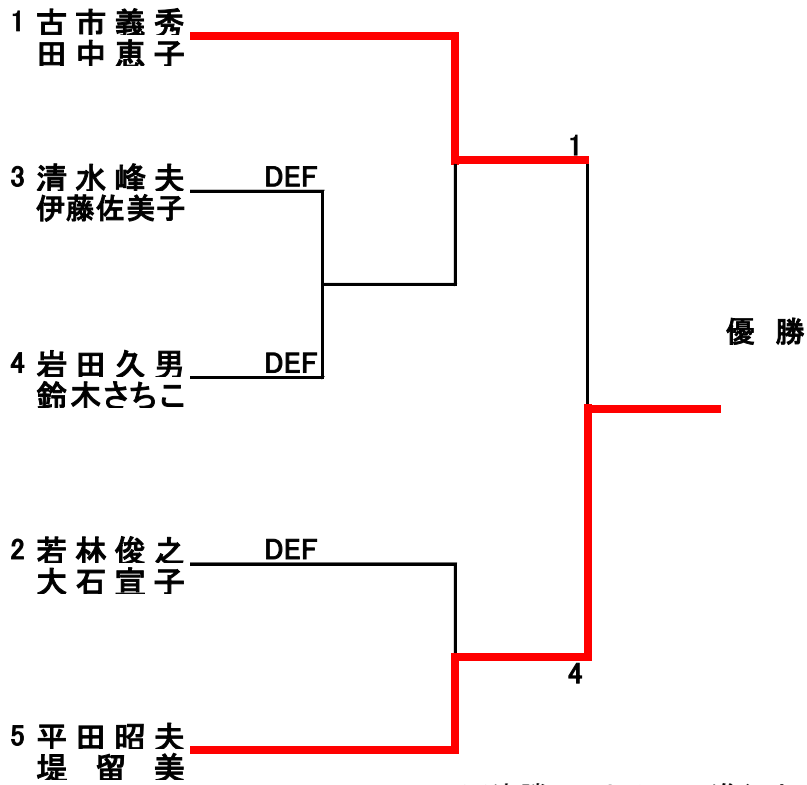 1 古市義秀
田中恵子
1
3 清水峰夫 DEF
伊藤佐美子
優勝
4 岩田久男 DEF
鈴木さちこ
2 若林俊之 DEF
大石宣子
4
5 平田昭夫
堤留美